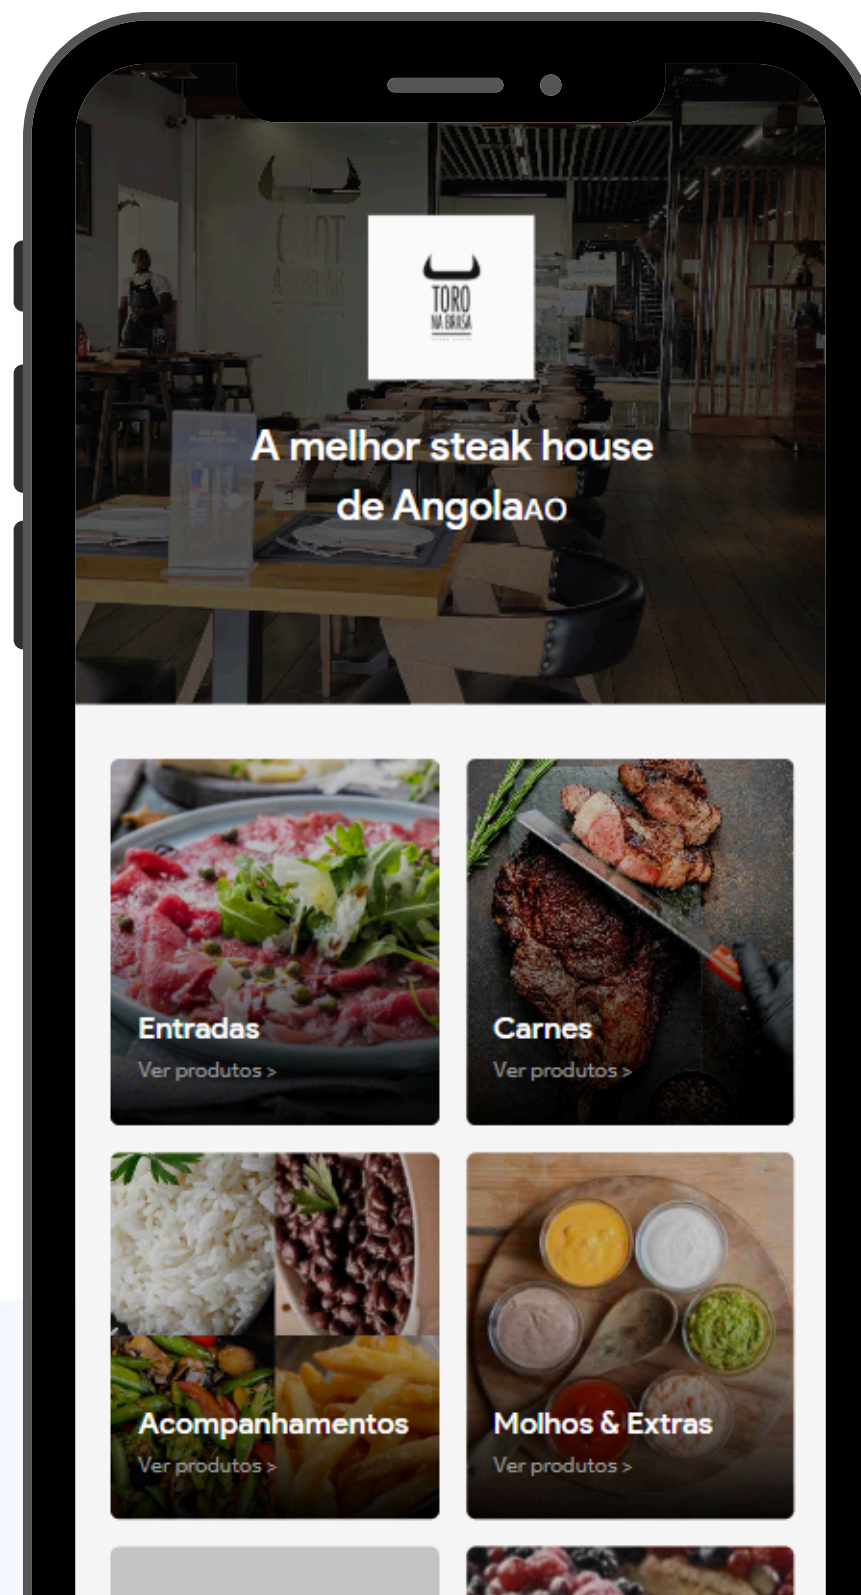 TORO
NA BRASA
A melhor steak house
de AngolaAO
Entradas
Ver produtos >
Carnes
Ver produtos >
Acompanhamentos
Ver produtos >
Molhos & Extras
Ver produtos >